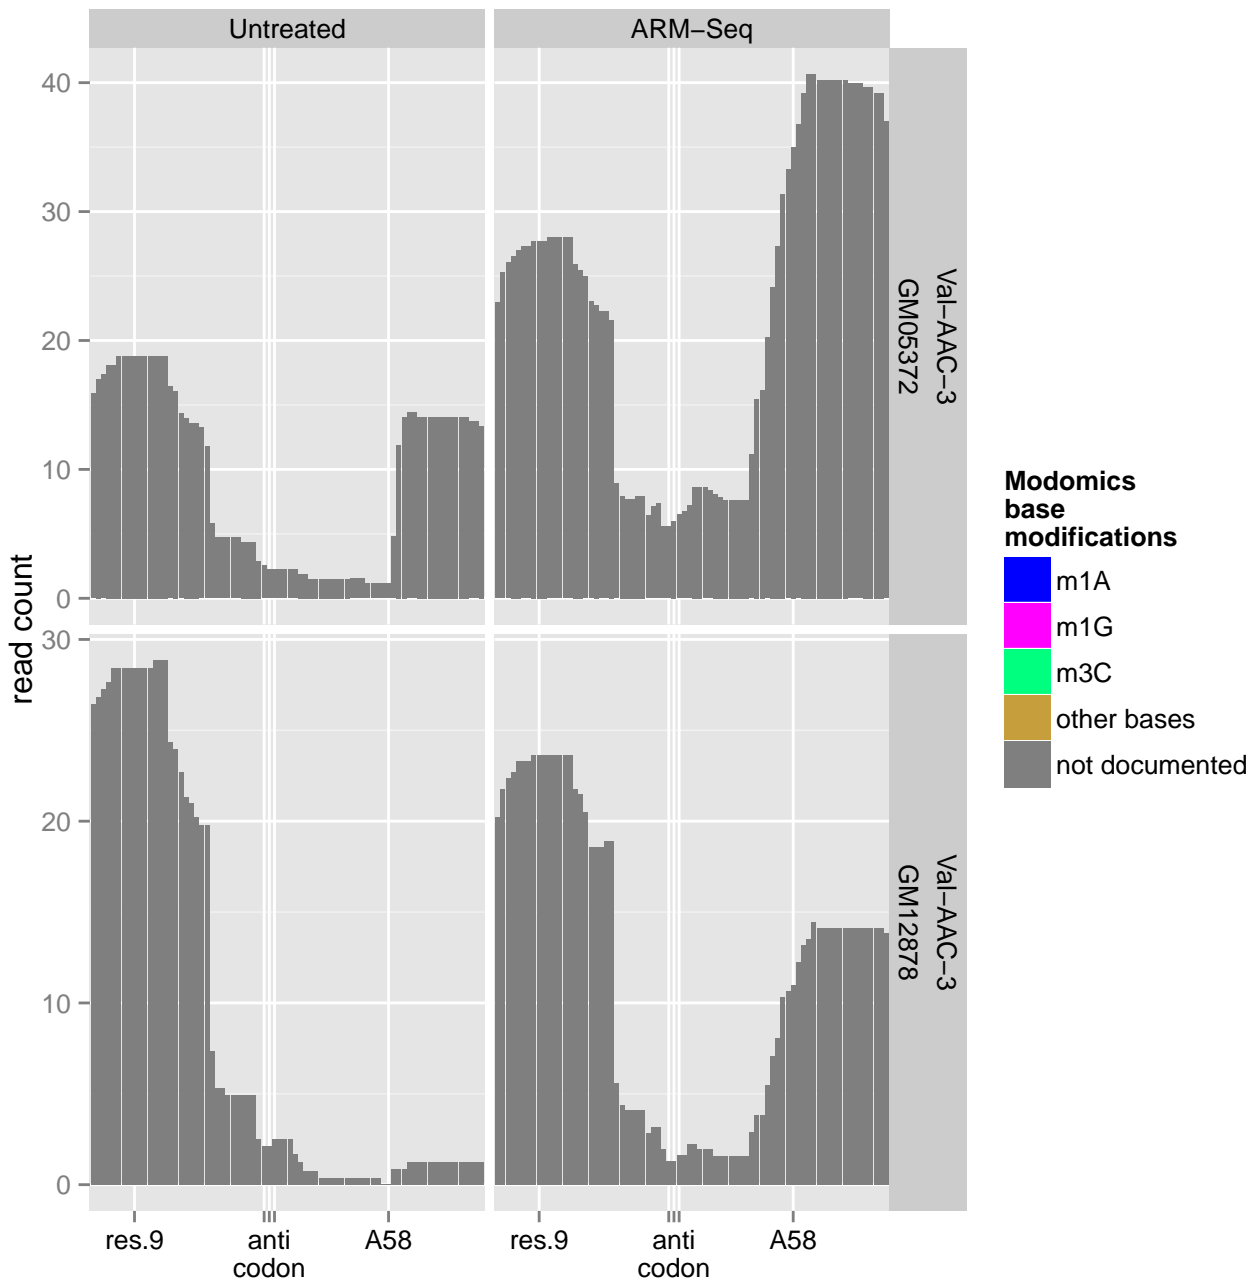 Untreated
ARM−Seq
40
30
20
10
0
Val−AAC−3
GM05372
read count
30
20
10
0
Val−AAC−3
GM12878
res.9
anti
codon
A58
res.9
anti
codon
A58
Modomics
base
modifications
m1A
m1G
m3C
other bases
not documented